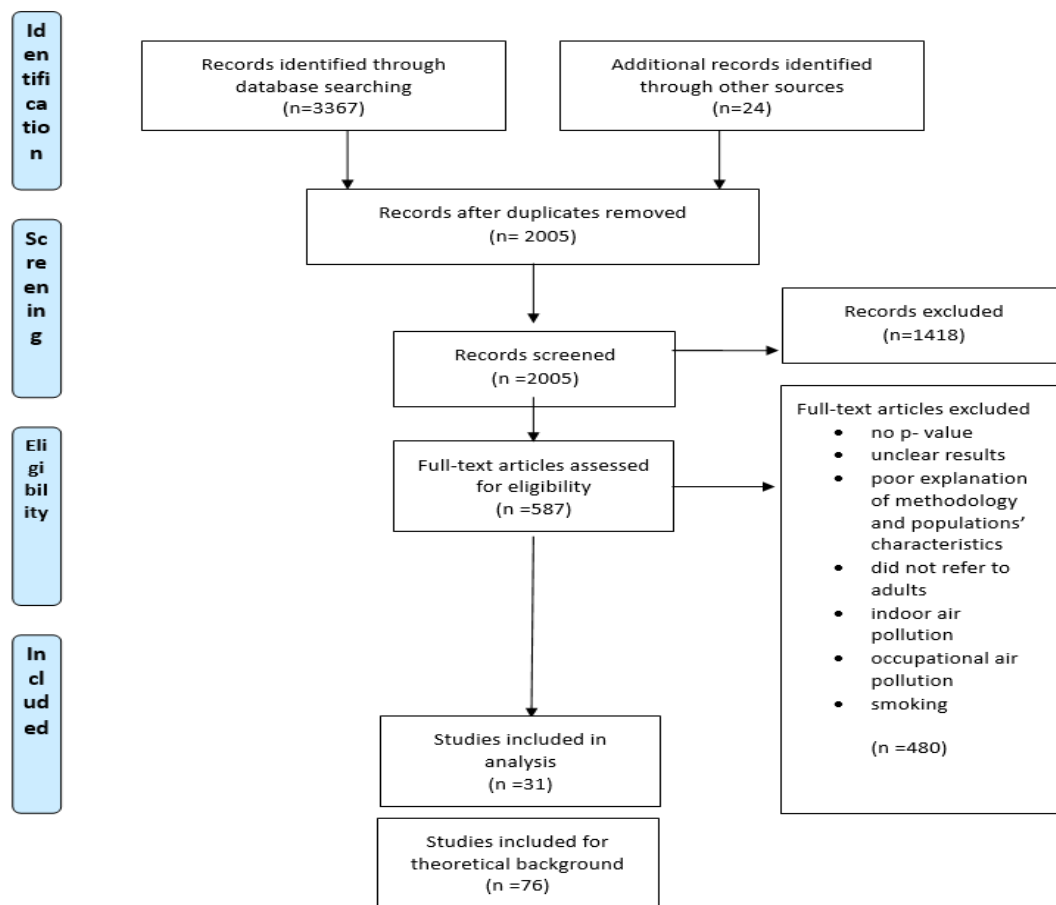 Id
en
tifi
ca
tio
n
Records identified through
database searching
(n=3367)
Additional records identified
through other sources
(n=24)
Records after duplicates removed
(n= 2005)
Sc
re
en
in
g
Records screened
(n =2005)
Records excluded
(n=1418)
Eli
gi
bil
ity
Full-text articles assessed
for eligibility
(n =587)
Full-text articles excluded
• no p- value
• unclear results
• poor explanation
of methodology
and populations’
characteristics
• did not refer to
adults
• indoor air
pollution
• occupational air
pollution
• smoking
(n =480)
In
cl
ud
ed
Studies included in
analysis
(n =31)
Studies included for
theoretical background
(n =76)